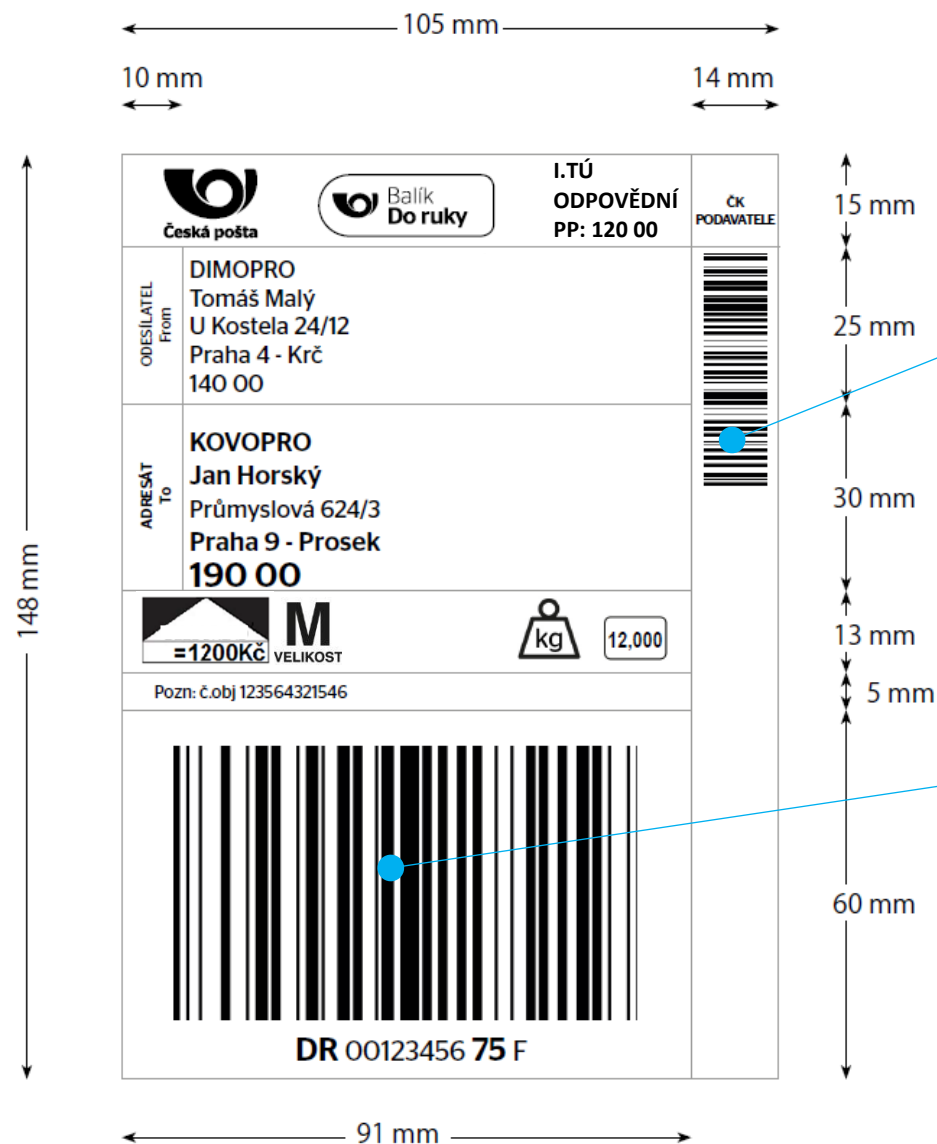 105 mm
10 mm
14 mm
Česká pošta
Balík
Do ruky
I.TÚ
ODPOVĚDNÍ
PP: 120 00
ČK
PODAVATELE
15 mm
ODESÍLATEL
From
DIMOPRO
Tomáš Malý
U Kostela 24/12
Praha 4 - Krč
140 00
25 mm
ADRESÁT
To
KOVOPRO
Jan Horský
Průmyslová 624/3
Praha 9 - Prosek
190 00
30 mm
148 mm
=1200Kč
M
VELIKOST
kg
12,000
13 mm
Pozn: č.obj 123564321546
5 mm
60 mm
DR 00123456 75 F
91 mm